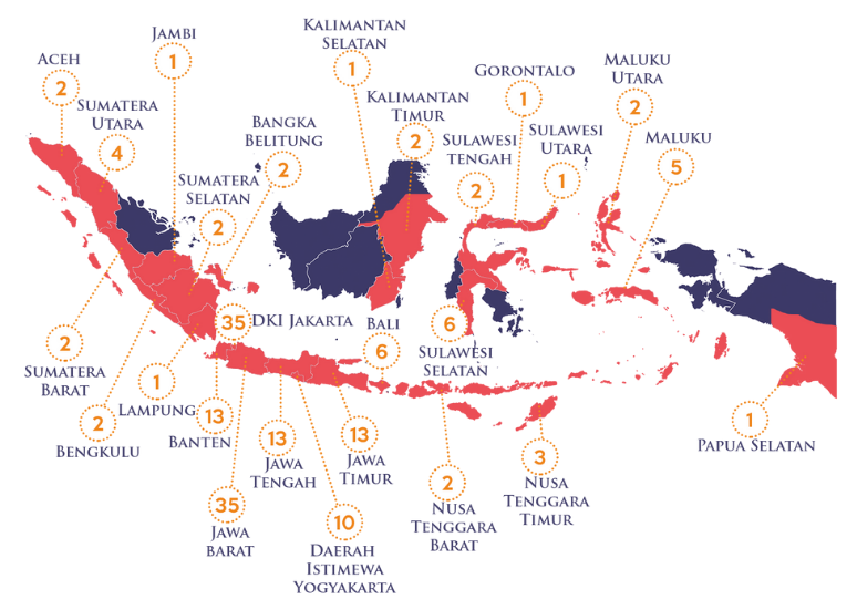 Jambi
1
Kalimantan
Selatan
1
Aceh
2
Gorontalo
1
Maluku
Utara
2
Sumatera
Utara
4
Kalimantan
Timur
2
Bangka
Belitung
2
Sulawesi
Tengah
2
Sulawesi
Utara
1
Maluku
5
Sumatera
Selatan
2
35 DKI Jakarta
Bali
6
6
Sulawesi
Selatan
2
Sumatera
Barat
1
Lampung
2
Bengkulu
13
Banten
13
Jawa
Tengah
13
Jawa
Timur
1
Papua Selatan
3
Nusa
Tenggara
Timur
2
Nusa
Tenggara
Barat
35
Jawa
Barat
10
Daerah
Istimewa
Yogyakarta